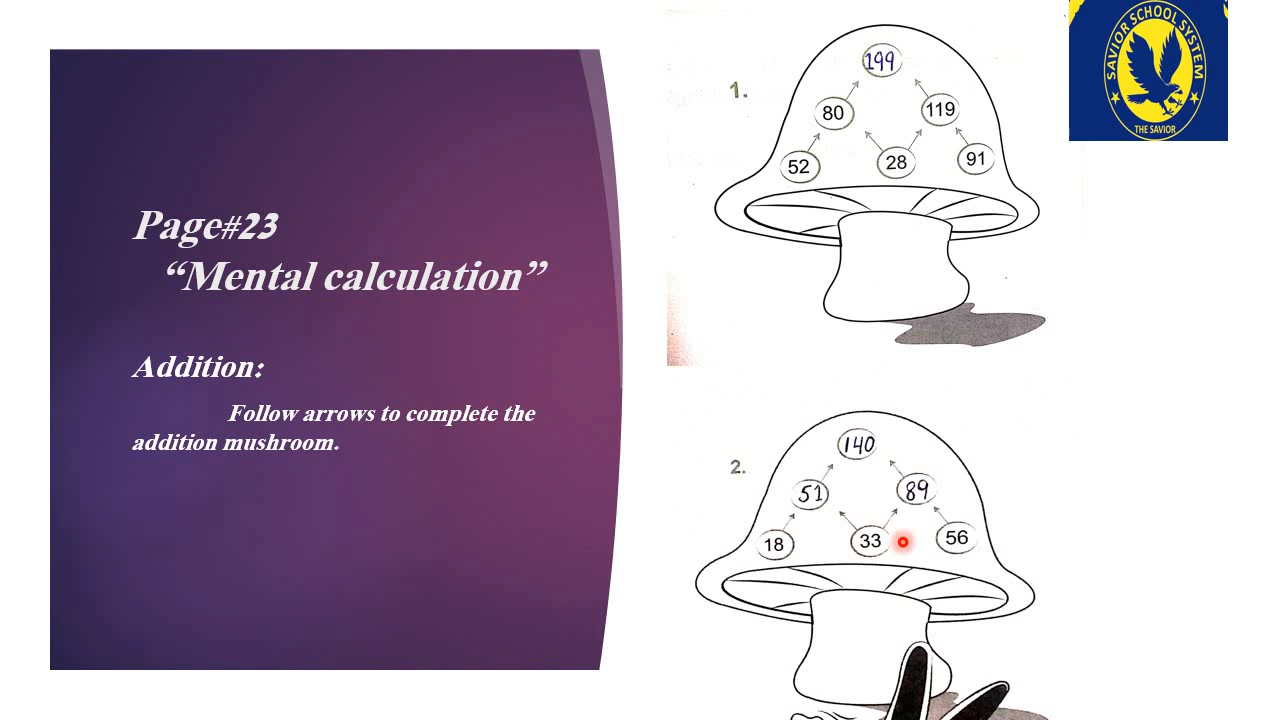 Page#23
“Mental calculation”
Addition:
Follow arrows to complete the
addition mushroom.
1.
199
80 119
52 28 91
2.
140
51 89
18 33 56
SAVIOR SCHOOL SYSTEM
THE SAVIOR